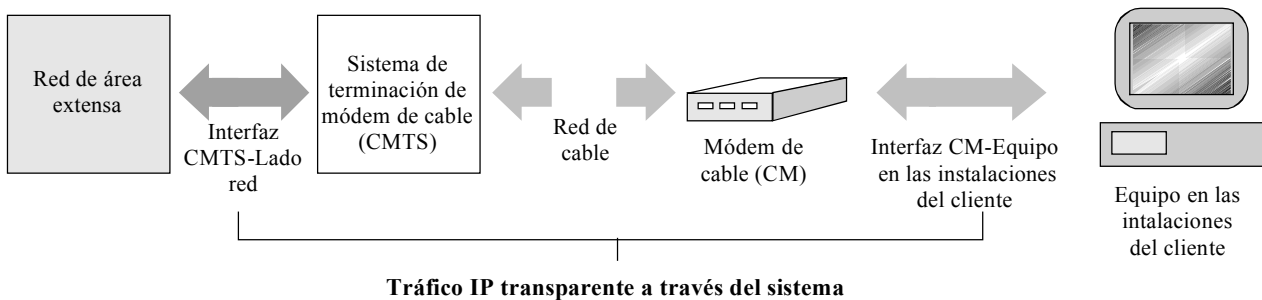 Red de área
extensa
Interfaz
CMTS-Lado
red
Sistema de
terminación de
módem de cable
(CMTS)
Red de
cable
Módem de
cable (CM)
Interfaz CM-Equipo
en las instalaciones
del cliente
Equipo en las
intalaciones
del cliente
Tráfico IP transparente a través del sistema